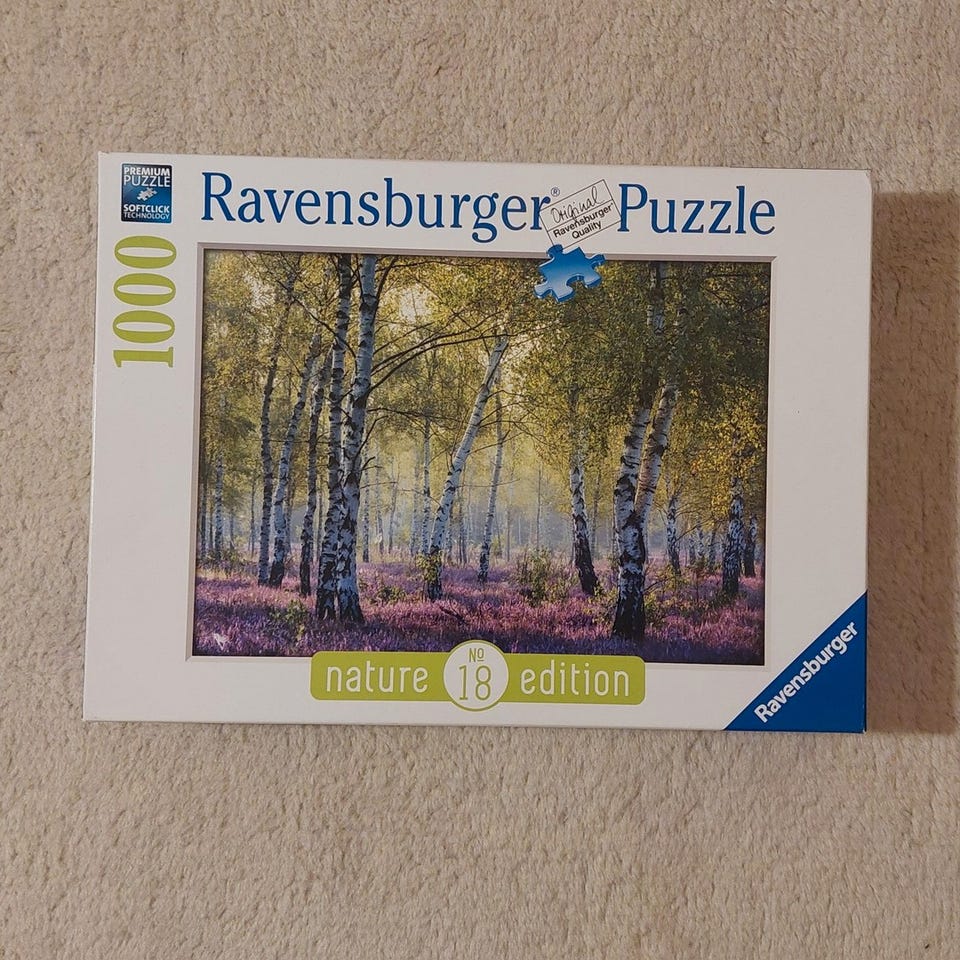 PREMIUM
PUZZLE
SOFTCLICK
TECHNOLOGY
Ravensburger® Puzzle
Original
Ravensburger
Quality
1000
nature Nº 18 edition
Ravensburger